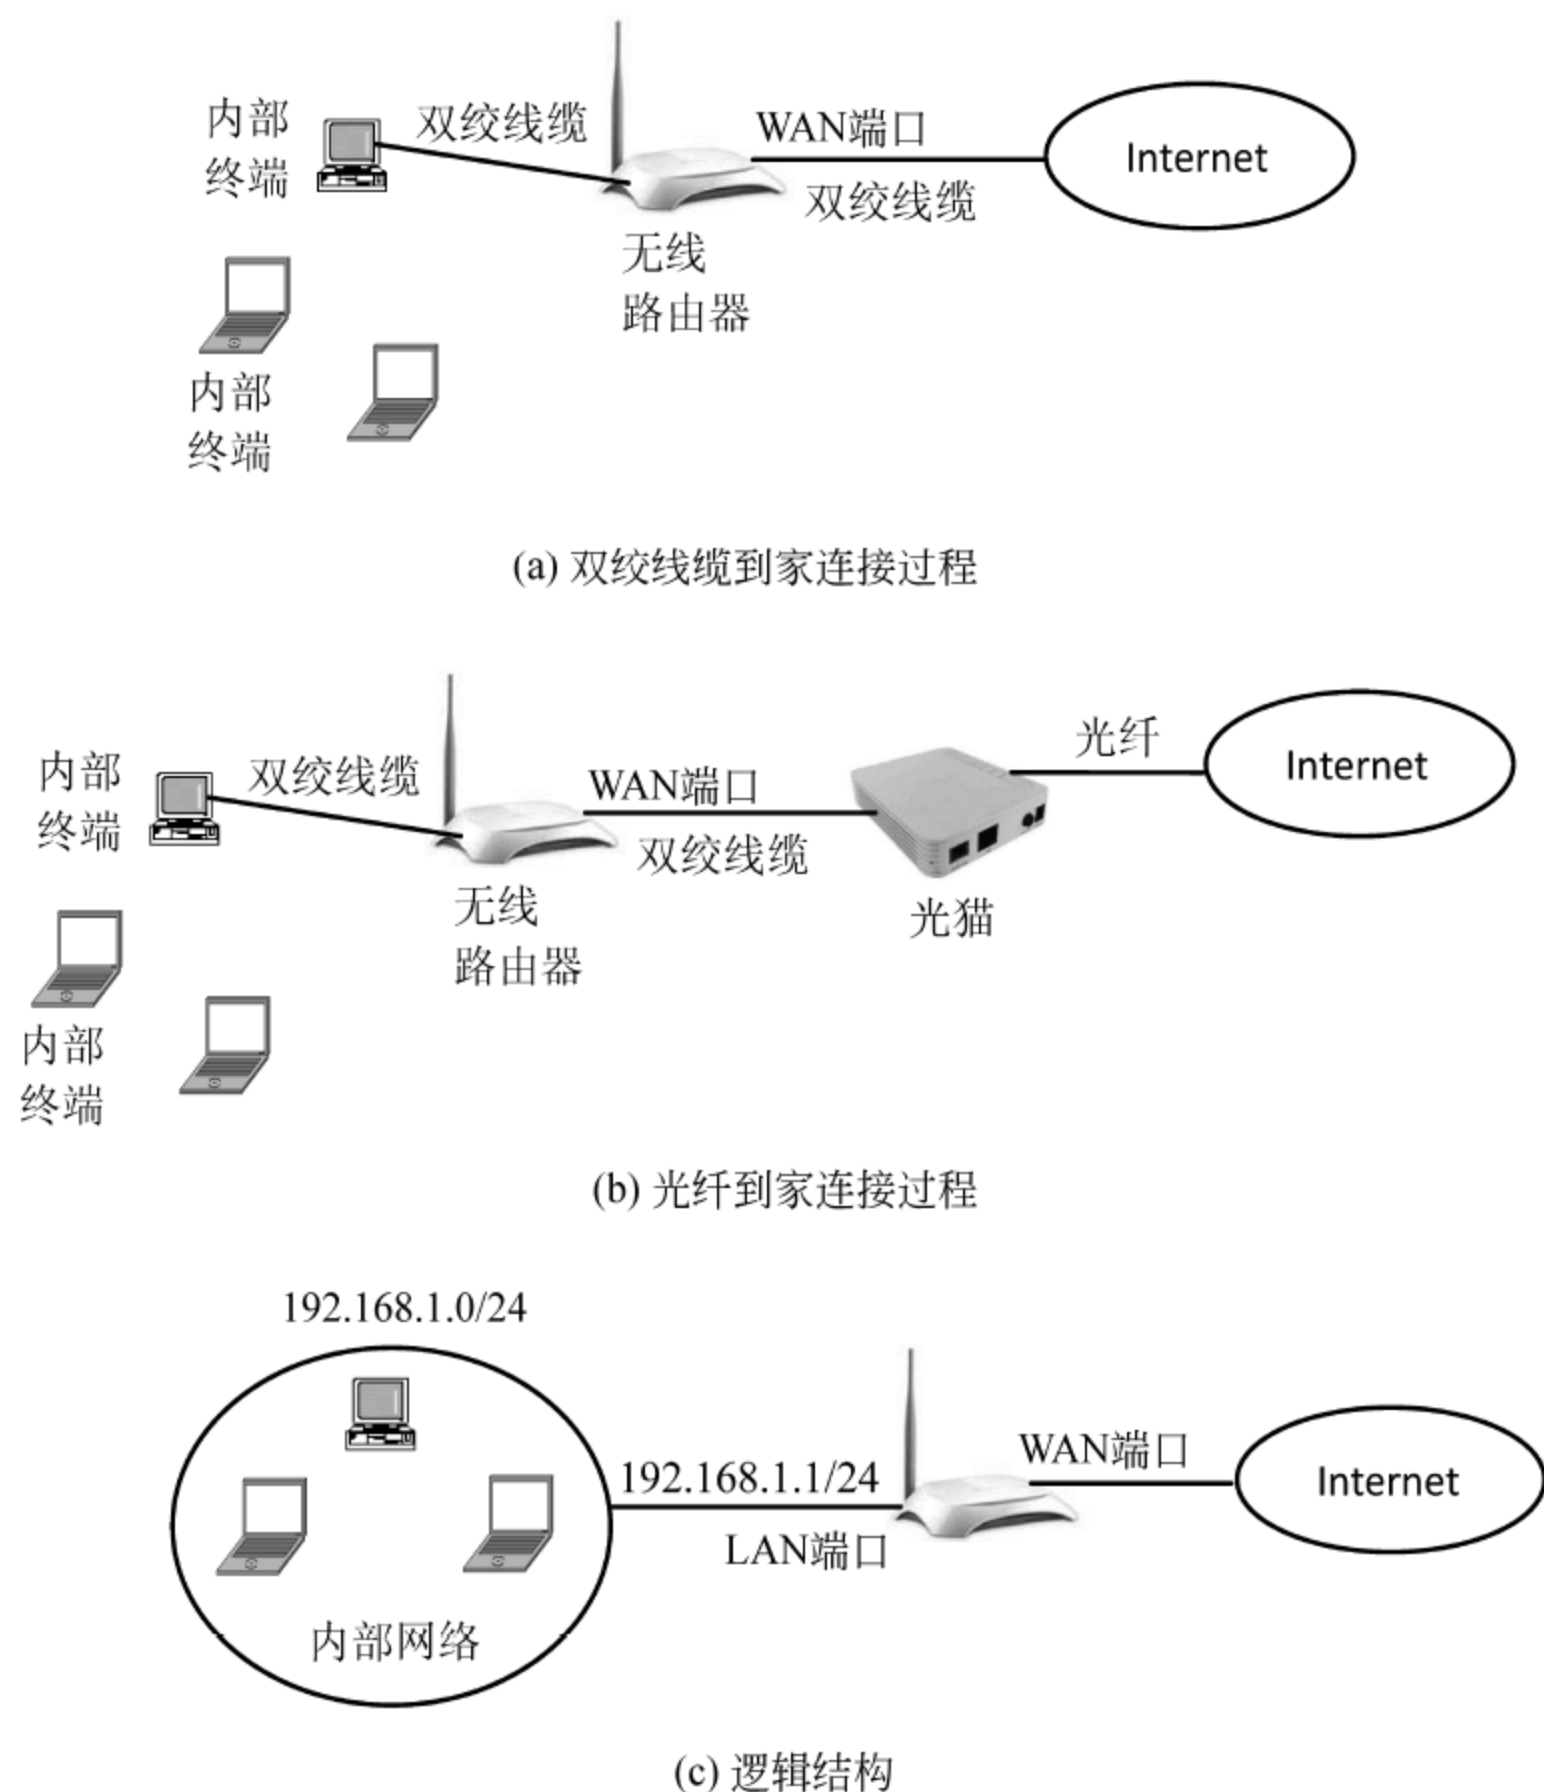 内部
终端
双绞线缆
WAN端口
双绞线缆
Internet
无线
路由器
内部
终端
(a) 双绞线缆到家连接过程
内部
终端
双绞线缆
WAN端口
双绞线缆
光纤
Internet
无线
路由器
光猫
内部
终端
(b) 光纤到家连接过程
192.168.1.0/24
192.168.1.1/24
LAN端口
WAN端口
Internet
内部网络
(c) 逻辑结构